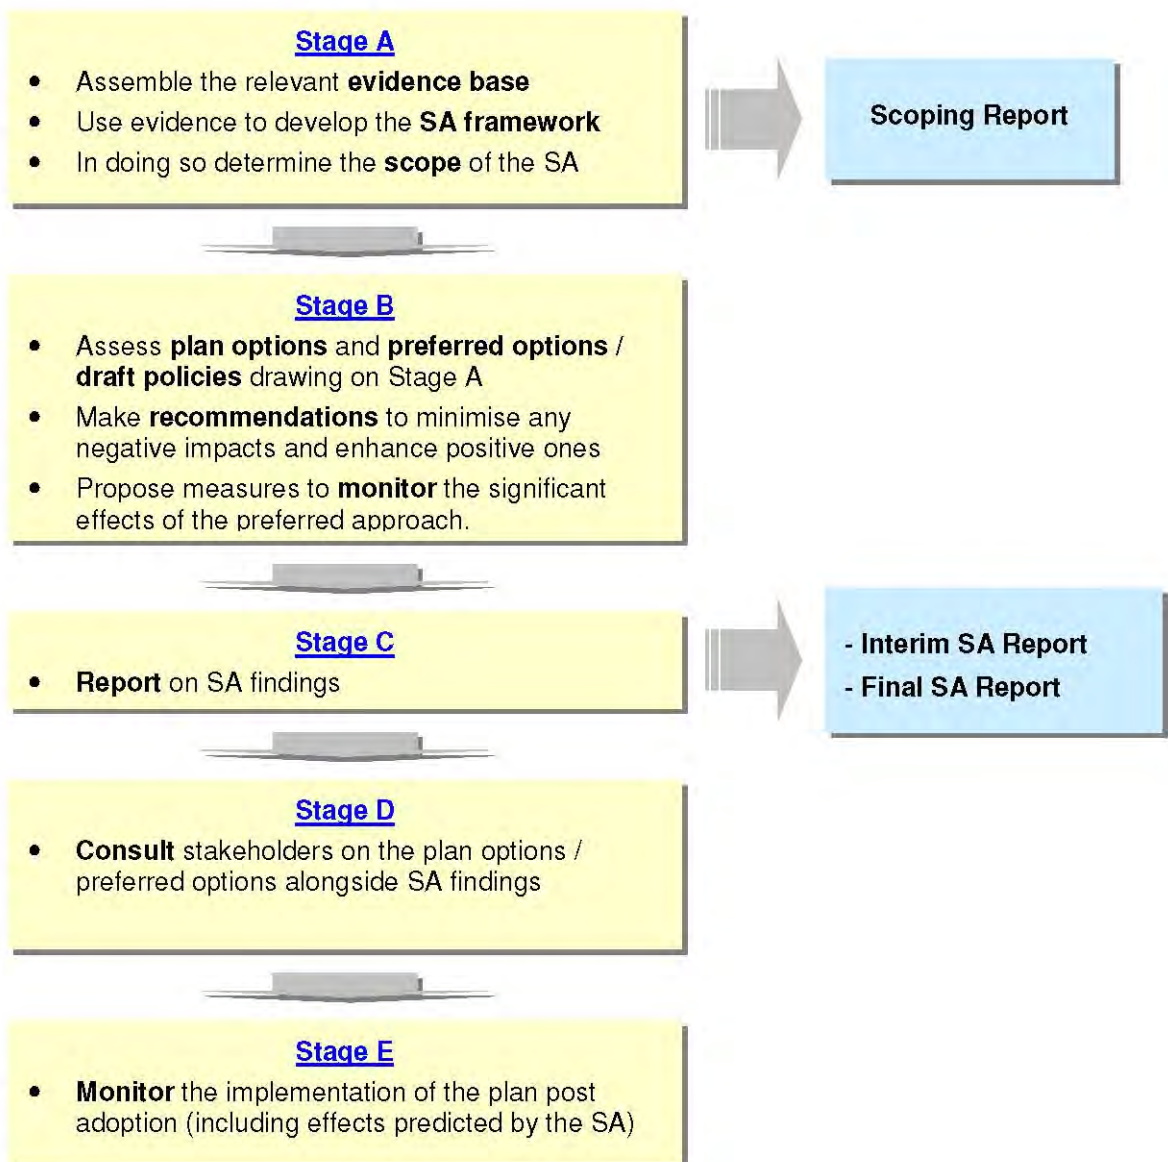 Stage A
• Assemble the relevant evidence base
• Use evidence to develop the SA framework
• In doing so determine the scope of the SA
Scoping Report
Stage B
• Assess plan options and preferred options /
draft policies drawing on Stage A
• Make recommendations to minimise any
negative impacts and enhance positive ones
• Propose measures to monitor the significant
effects of the preferred approach.
Stage C
• Report on SA findings
- Interim SA Report
- Final SA Report
Stage D
• Consult stakeholders on the plan options /
preferred options alongside SA findings
Stage E
• Monitor the implementation of the plan post
adoption (including effects predicted by the SA)